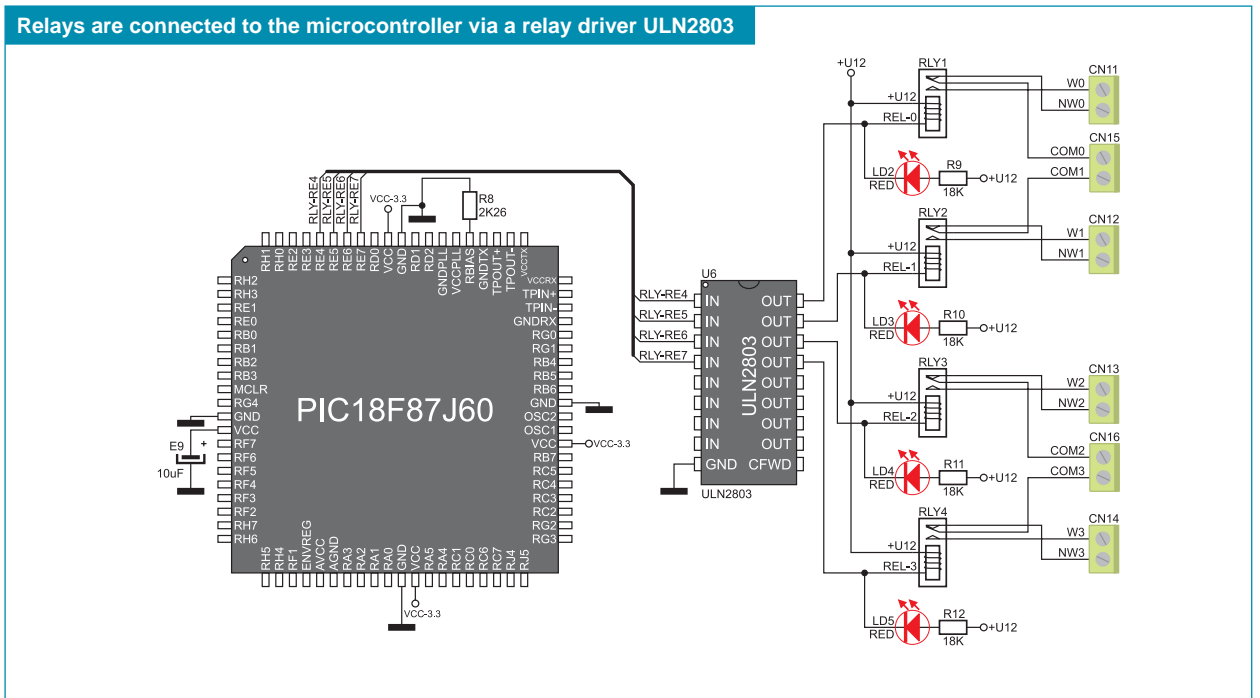 Relays are connected to the microcontroller via a relay driver ULN2803
+U12
RLY1
+U12
REL-0
CN11
W0
NW0
CN15
COM0
COM1
LD2
RED
R9
18K
+U12
RLY2
+U12
REL-1
CN12
W1
NW1
LD3
RED
R10
18K
+U12
RLY3
+U12
REL-2
CN13
W2
NW2
CN16
COM2
COM3
LD4
RED
R11
18K
+U12
RLY4
+U12
REL-3
CN14
W3
NW3
LD5
RED
R12
18K
+U12
RLY-RE4
RLY-RE5
RLY-RE6
RLY-RE7
VCC-3.3
R8
2K26
RH1
RH0
RE2
RE3
RE4
RE5
RE6
RE7
RD0
VCC
GND
RD1
RD2
GNDPLL
VCCPLL
RBIAS
GNDTX
TPOUT+
TPOUT-
VCCTX
RH2
RH3
RE1
RE0
RB0
RB1
RB2
RB3
MCLR
RG4
GND
VCC
RF7
RF6
RF5
RF4
RF3
RF2
RH7
RH6
PIC18F87J60
VCCRX
TPIN+
TPIN-
GNDRX
RG0
RG1
RB4
RB5
RB6
GND
OSC2
OSC1
VCC
RB7
RC5
RC4
RC3
RC2
RG2
RG3
VCC-3.3
E9
+
10uF
RH5
RH4
RF1
ENVREG
AVCC
AGND
RA3
RA2
RA1
RA0
GND
VCC
RA5
RA4
RC1
RC0
RC6
RC7
RJ4
RJ5
VCC-3.3
U6
RLY-RE4
RLY-RE5
RLY-RE6
RLY-RE7
IN OUT
IN OUT
IN OUT
IN OUT
IN OUT
IN OUT
IN OUT
IN OUT
GND CFWD
ULN2803
ULN2803